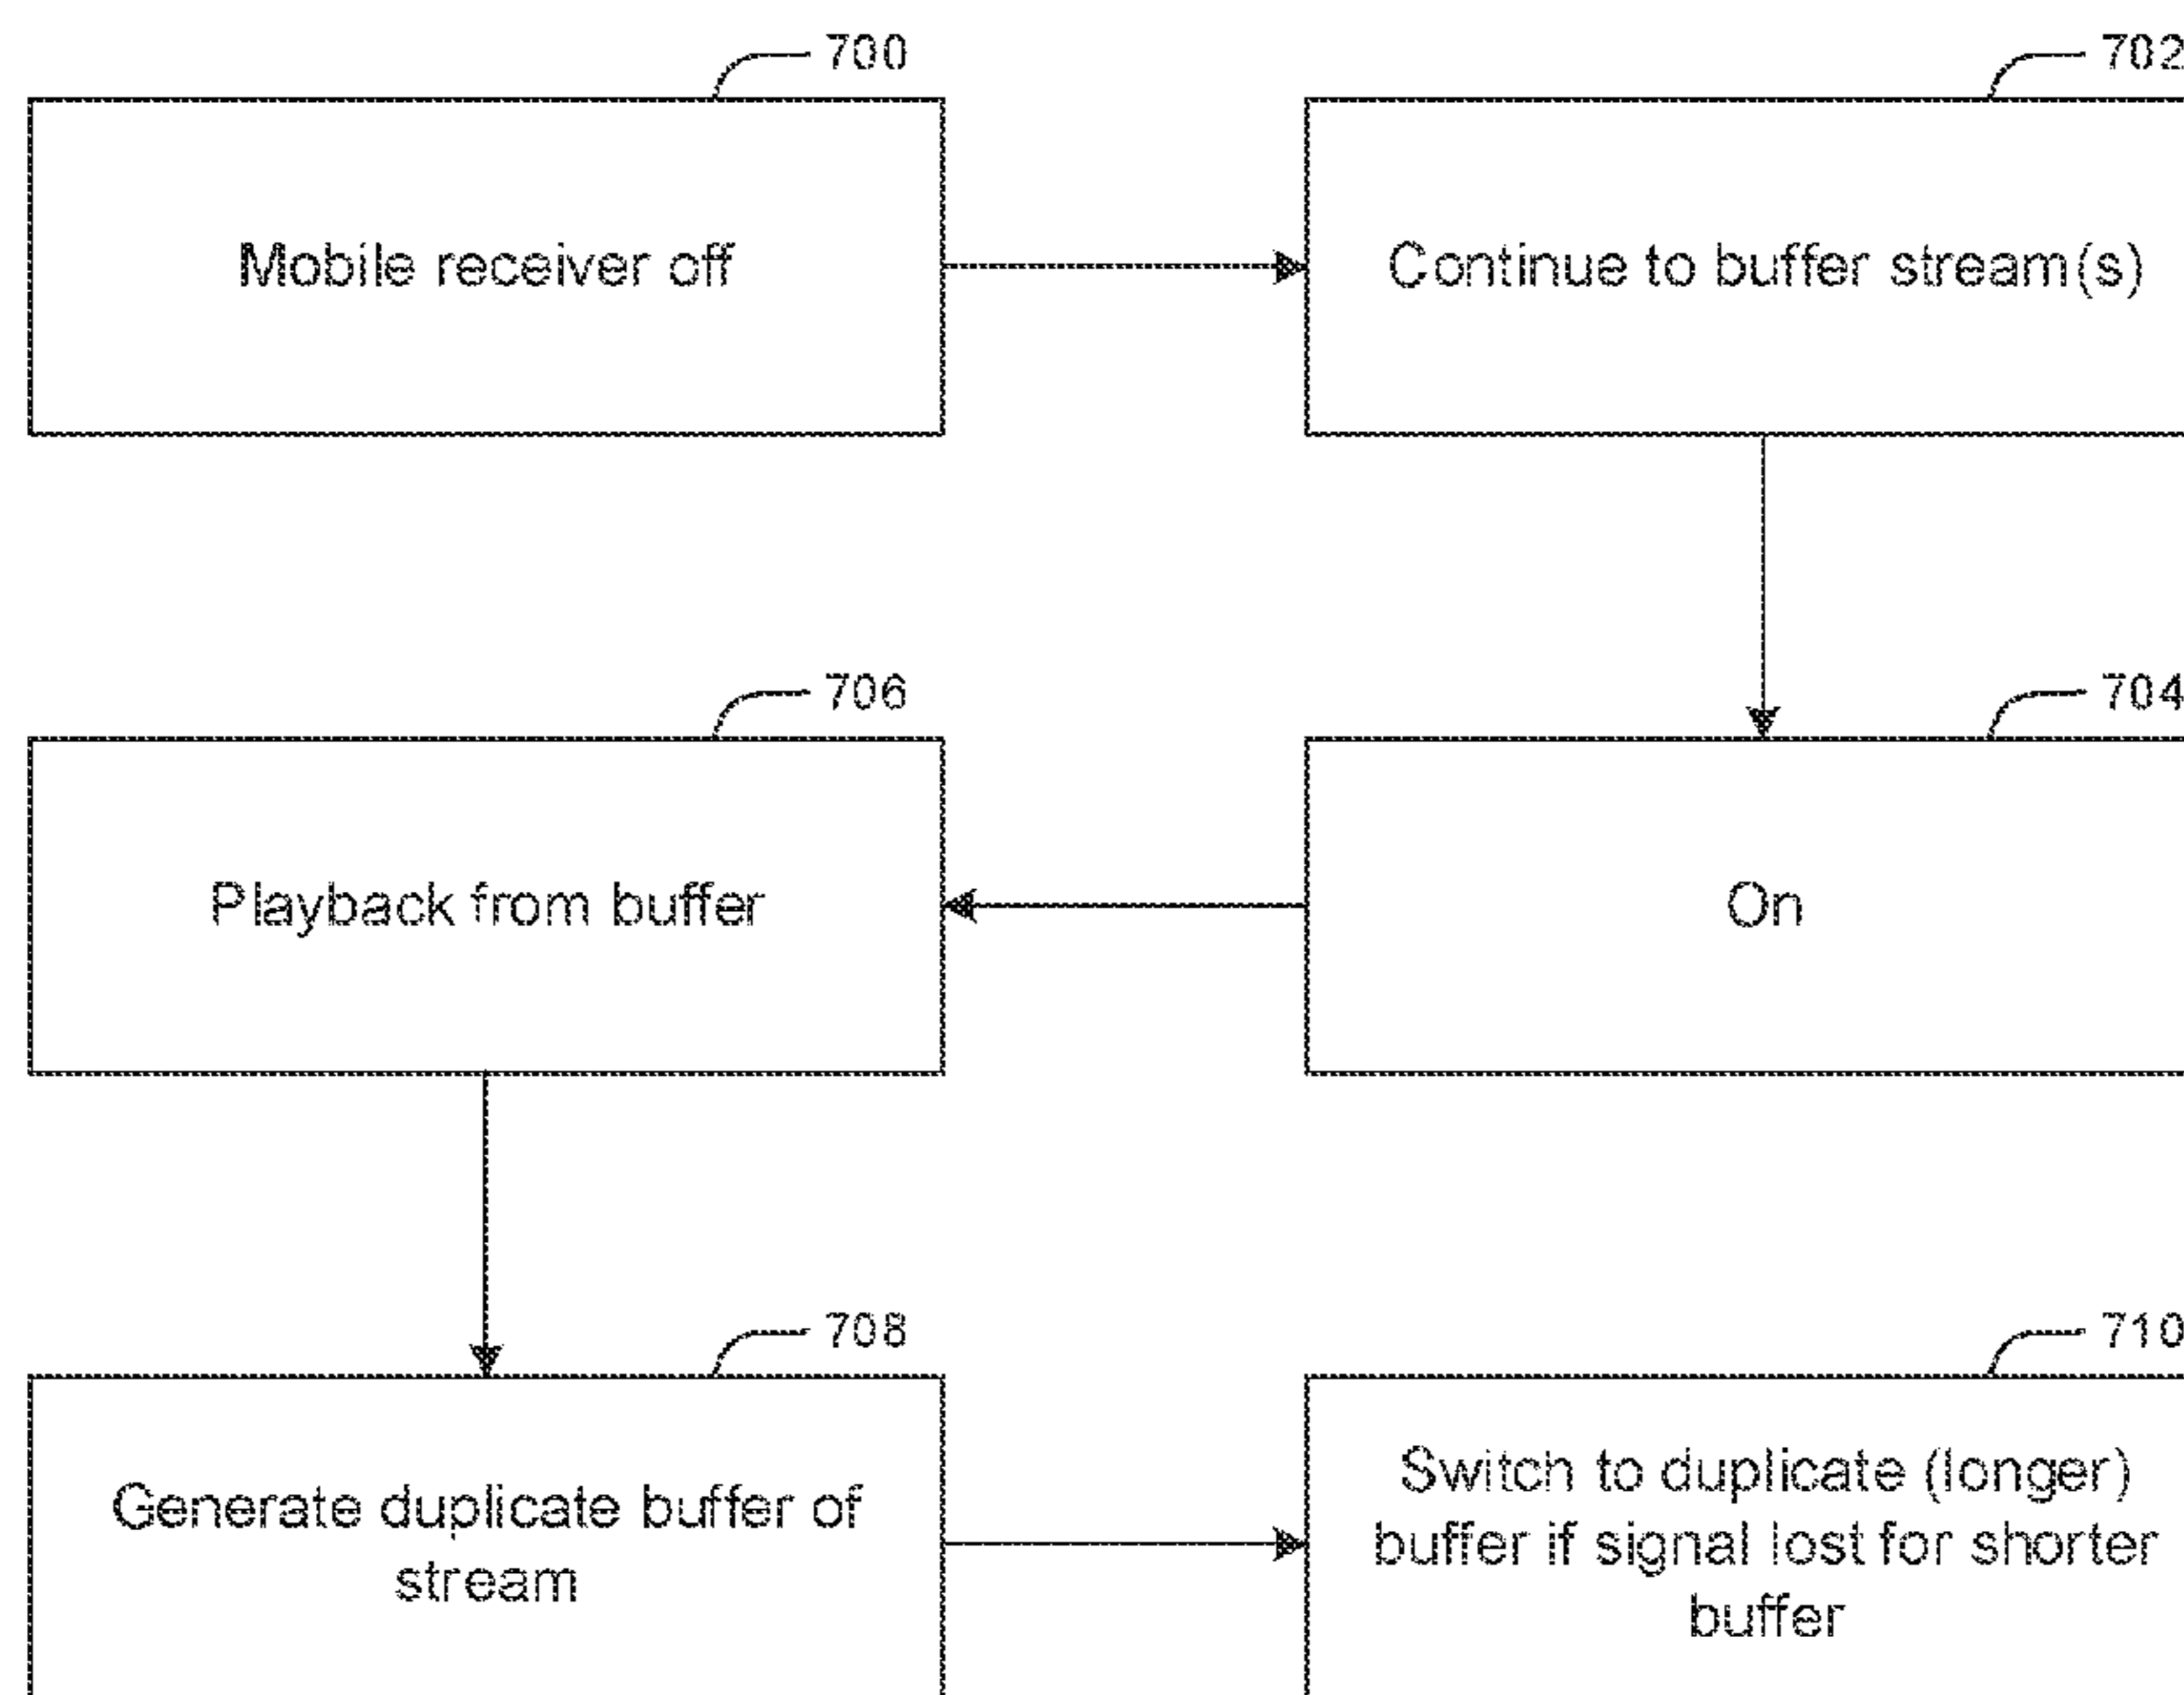 700
702
Mobile receiver off
Continue to buffer stream(s)
706
704
Playback from buffer
On
708
710
Generate duplicate buffer of
stream
Switch to duplicate (longer)
buffer if signal lost for shorter
buffer